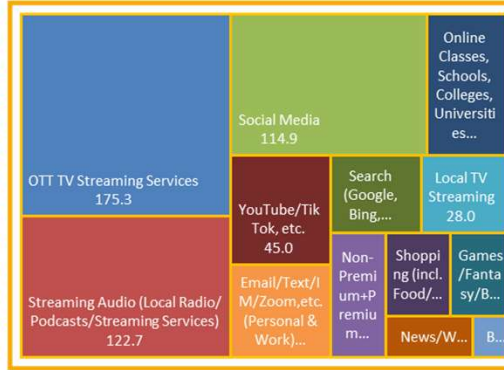 OTT TV Streaming Services
175.3
Streaming Audio (Local Radio/
Podcasts/Streaming Services)
122.7
Social Media
114.9
YouTube/Tik
Tok, etc.
45.0
Email/Text/I
M/Zoom,etc.
(Personal &
Work)...
Online
Classes,
Schools,
Colleges,
Universiti
es...
Search
(Google,
Bing,...
Local TV
Streaming
28.0
Non-
Premi
um+P
remiu
m...
Shoppi
ng (incl.
Food/...
Games
/Fanta
sy/B...
News/W...
B...